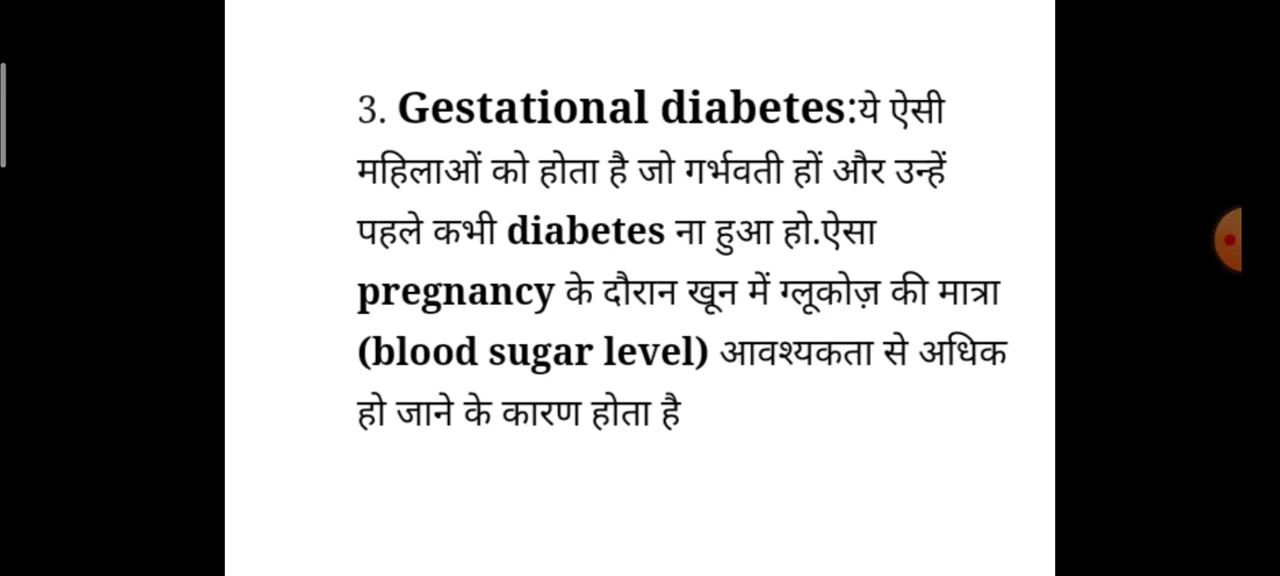 3. Gestational diabetes:ये ऐसी
महिलाओं को होता है जो गर्भवती हों और उन्हें
पहले कभी diabetes ना हुआ हो.ऐसा
pregnancy के दौरान खून में ग्लूकोज़ की मात्रा
(blood sugar level) आवश्यकता से अधिक
हो जाने के कारण होता है